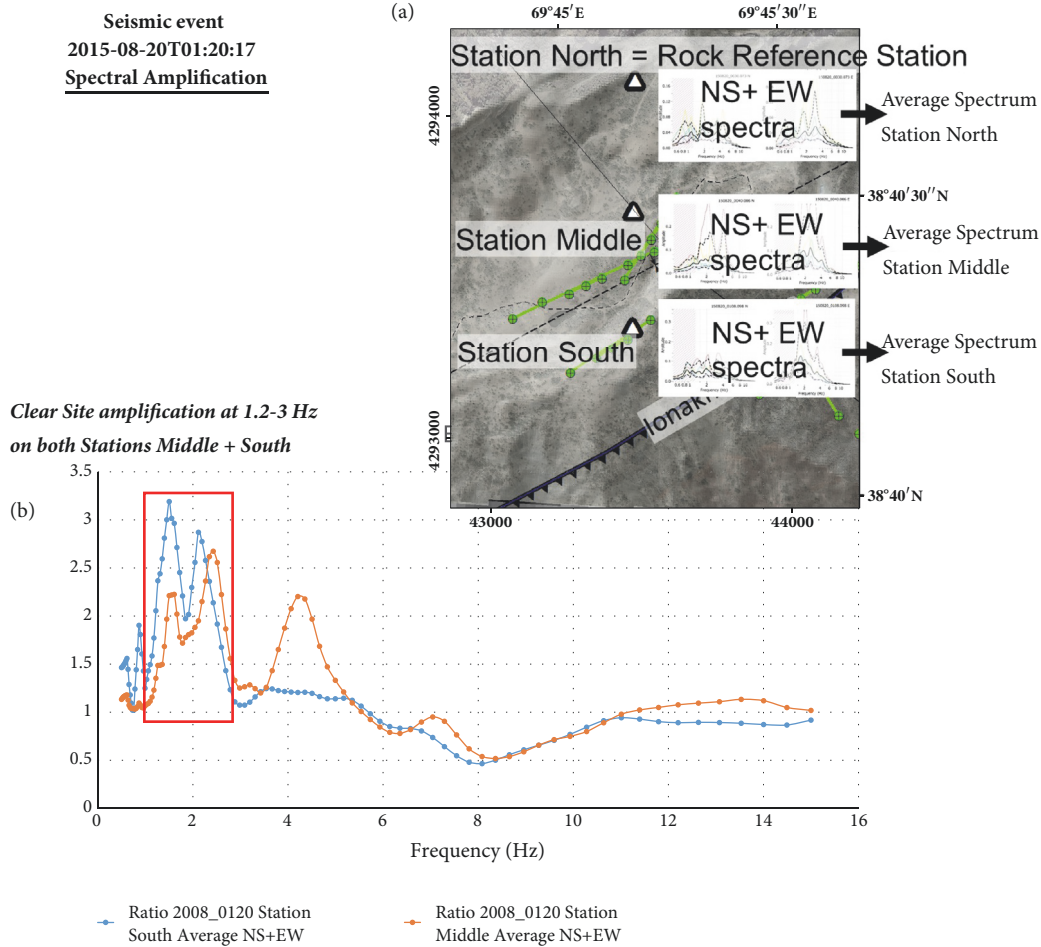 Seismic event
2015-08-20T01:20:17
Spectral Amplification
(a)
69°45′E
69°45′30″E
Station North = Rock Reference Station
NS+ EW
spectra
Average Spectrum
Station North
4294000
38°40′30″N
Station Middle
NS+ EW
spectra
Average Spectrum
Station Middle
Station South
NS+ EW
spectra
Average Spectrum
Station South
4293000
38°40′N
43000
44000
Clear Site amplification at 1.2-3 Hz
on both Stations Middle + South
(b)
3.5
3
2.5
2
1.5
1
0.5
0
0
2
4
6
8
10
12
14
16
Frequency (Hz)
Ratio 2008_0120 Station
South Average NS+EW
Ratio 2008_0120 Station
Middle Average NS+EW